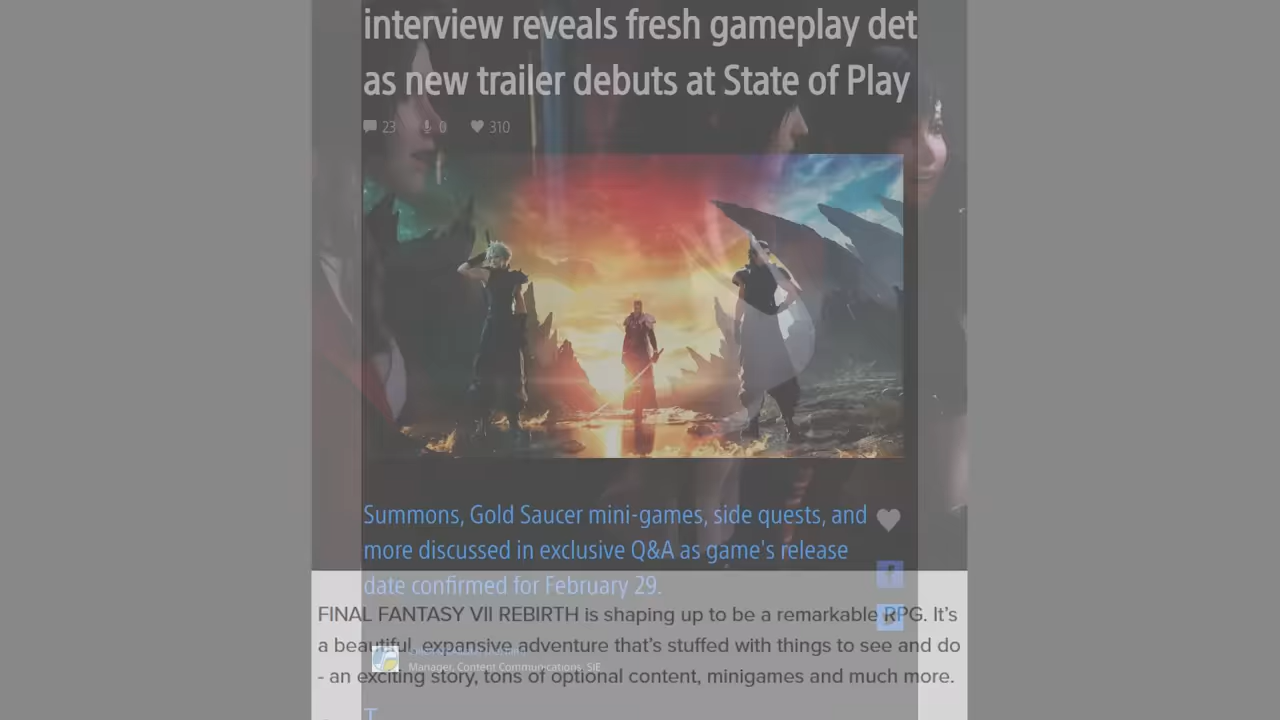 interview reveals fresh gameplay det
as new trailer debuts at State of Play
23 0 310
Summons, Gold Saucer mini-games, side quests, and
more discussed in exclusive Q&A as game's release
date confirmed for February 29.
FINAL FANTASY VII REBIRTH is shaping up to be a remarkable RPG. It's
a beautiful, expansive adventure that's stuffed with things to see and do
Manager, Content Communications, SIE
- an exciting story, tons of optional content, minigames and much more.
T